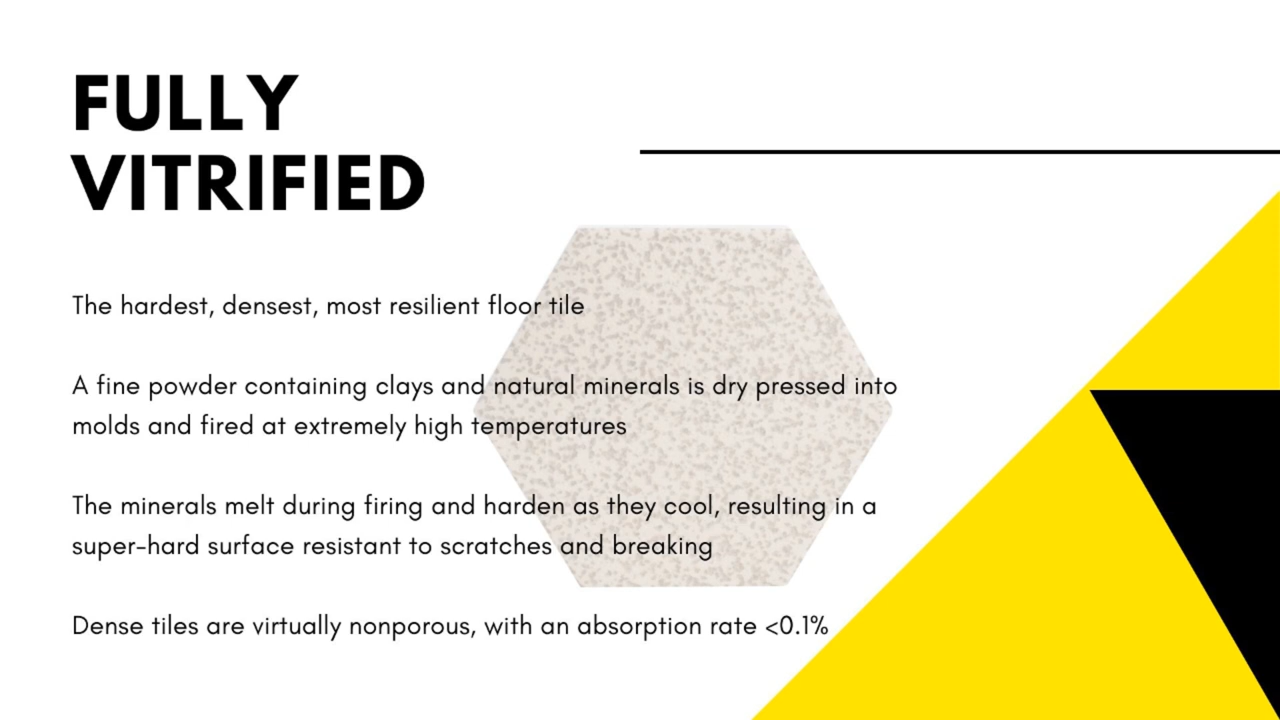 FULLY
VITRIFIED
The hardest, densest, most resilient floor tile
A fine powder containing clays and natural minerals is dry pressed into
molds and fired at extremely high temperatures
The minerals melt during firing and harden as they cool, resulting in a
super-hard surface resistant to scratches and breaking
Dense tiles are virtually nonporous, with an absorption rate <0.1%